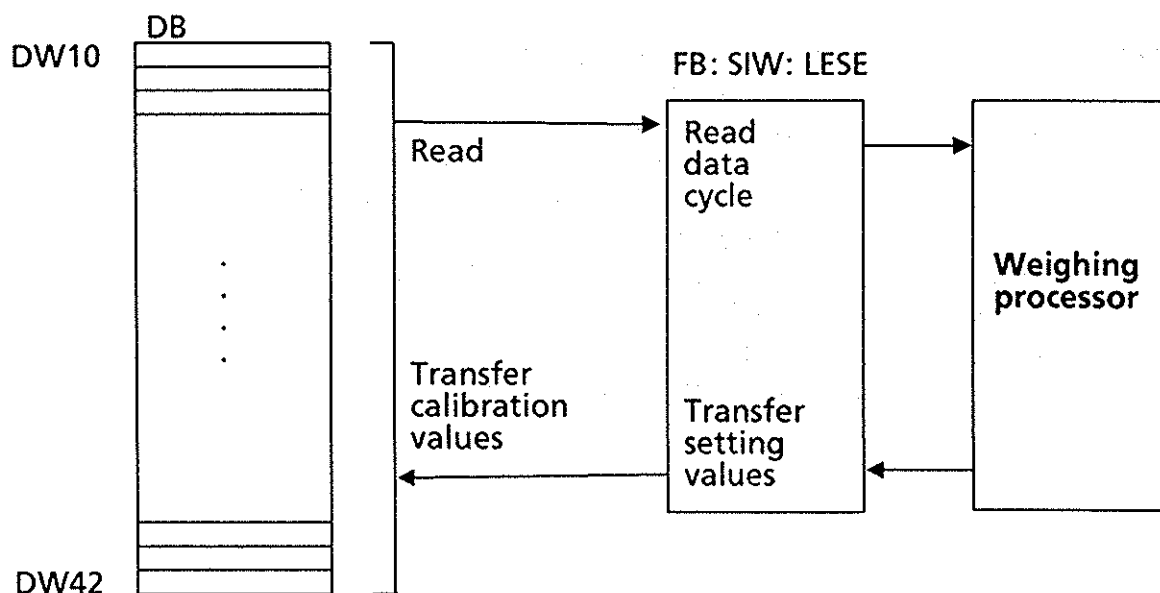 DB
DW10
FB: SIW: LESE
Read
Read
data
cycle
Weighing
processor
Transfer
calibration
values
Transfer
setting
values
DW42